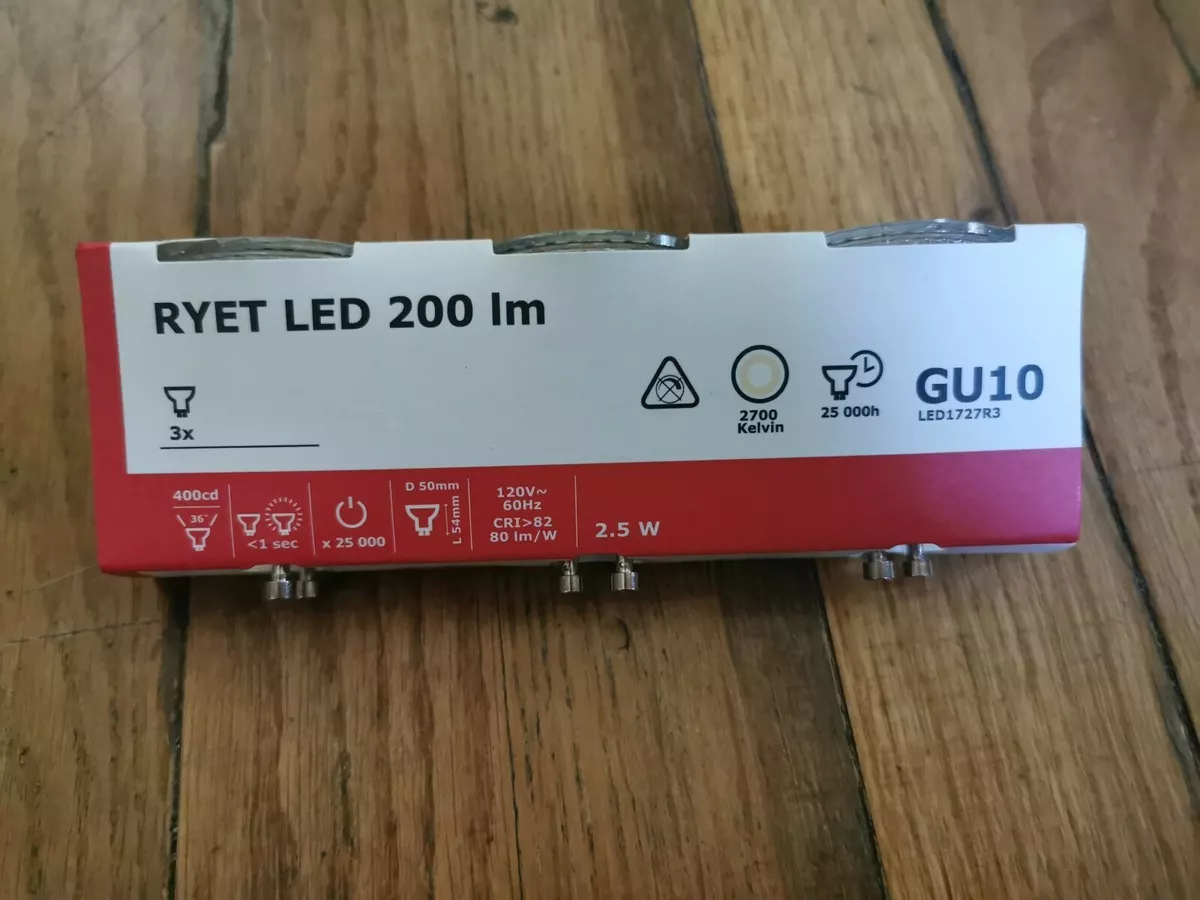 RYET LED 200 lm
3x
2700
Kelvin
25 000h
GU10
LED1727R3
400cd
36°
<1 sec
x 25 000
D 50mm
L 54mm
120V~
60Hz
CRI>82
80 lm/W
2.5 W